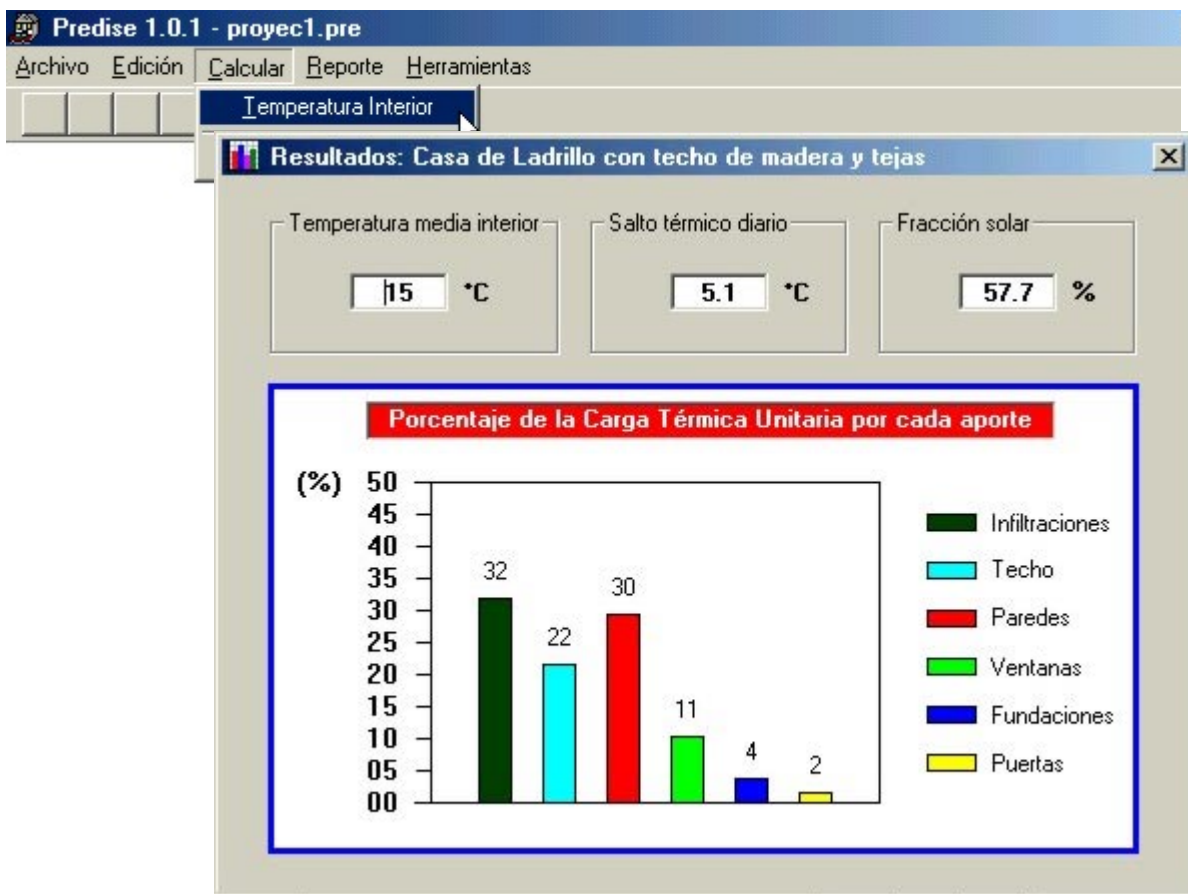 Predise 1.0.1 - proyec1.pre
Archivo Edición Calcular Reporte Herramientas
Temperatura Interior
Resultados: Casa de Ladrillo con techo de madera y tejas
Temperatura media interior Salto térmico diario Fracción solar
15 °C 5.1 °C 57.7 %
Porcentaje de la Carga Térmica Unitaria por cada aporte
(%) 50
45
40
35
30
25
20
15
10
05
00
32
22
30
11
4
2
Infiltraciones
Techo
Paredes
Ventanas
Fundaciones
Puertas